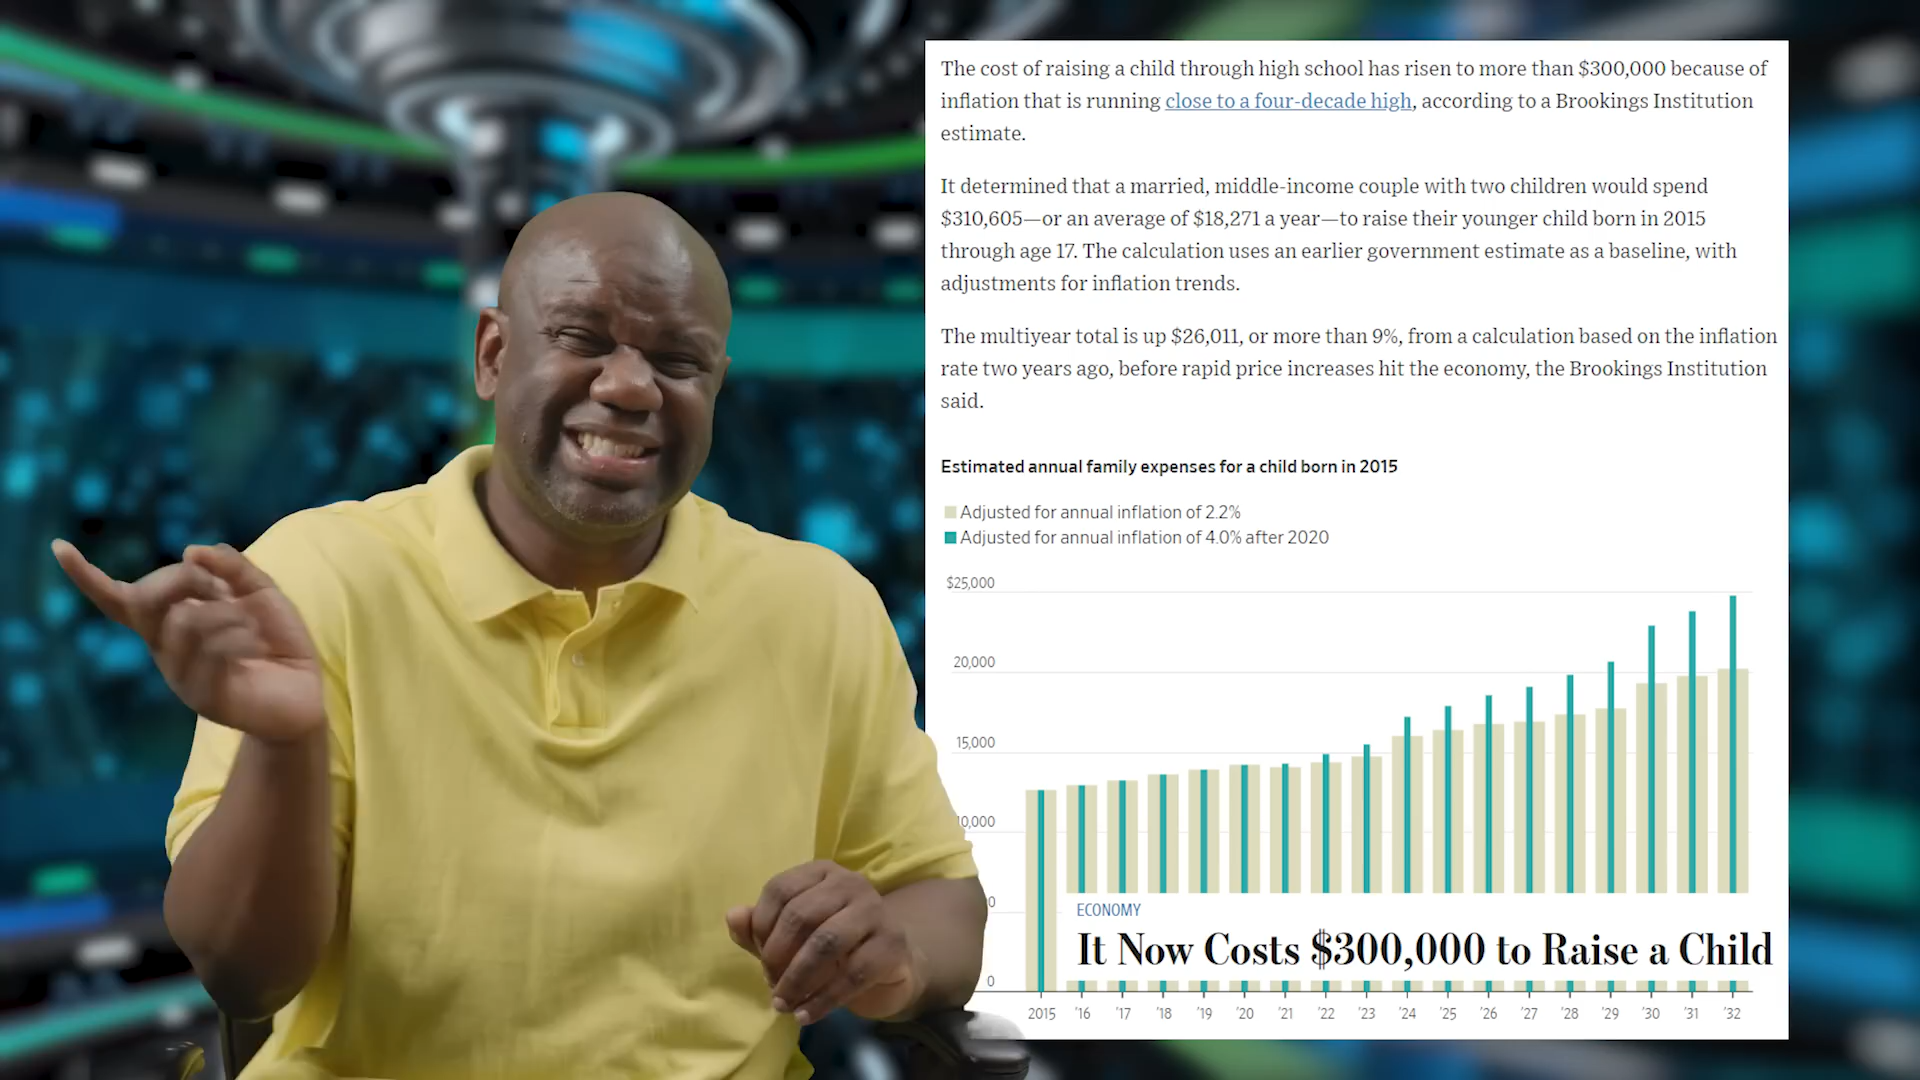 The cost of raising a child through high school has risen to more than $300,000 because of
inflation that is running close to a four-decade high, according to a Brookings Institution
estimate.
It determined that a married, middle-income couple with two children would spend
$310,605—or an average of $18,271 a year—to raise their younger child born in 2015
through age 17. The calculation uses an earlier government estimate as a baseline, with
adjustments for inflation trends.
The multiyear total is up $26,011, or more than 9%, from a calculation based on the inflation
rate two years ago, before rapid price increases hit the economy, the Brookings Institution
said.
Estimated annual family expenses for a child born in 2015
Adjusted for annual inflation of 2.2%
Adjusted for annual inflation of 4.0% after 2020
$25,000
20,000
15,000
0,000
0
ECONOMY
It Now Costs $300,000 to Raise a Child
0
2015 '16 '17 '18 '19 '20 '21 '22 '23 '24 '25 '26 '27 '28 '29 '30 '31 '32